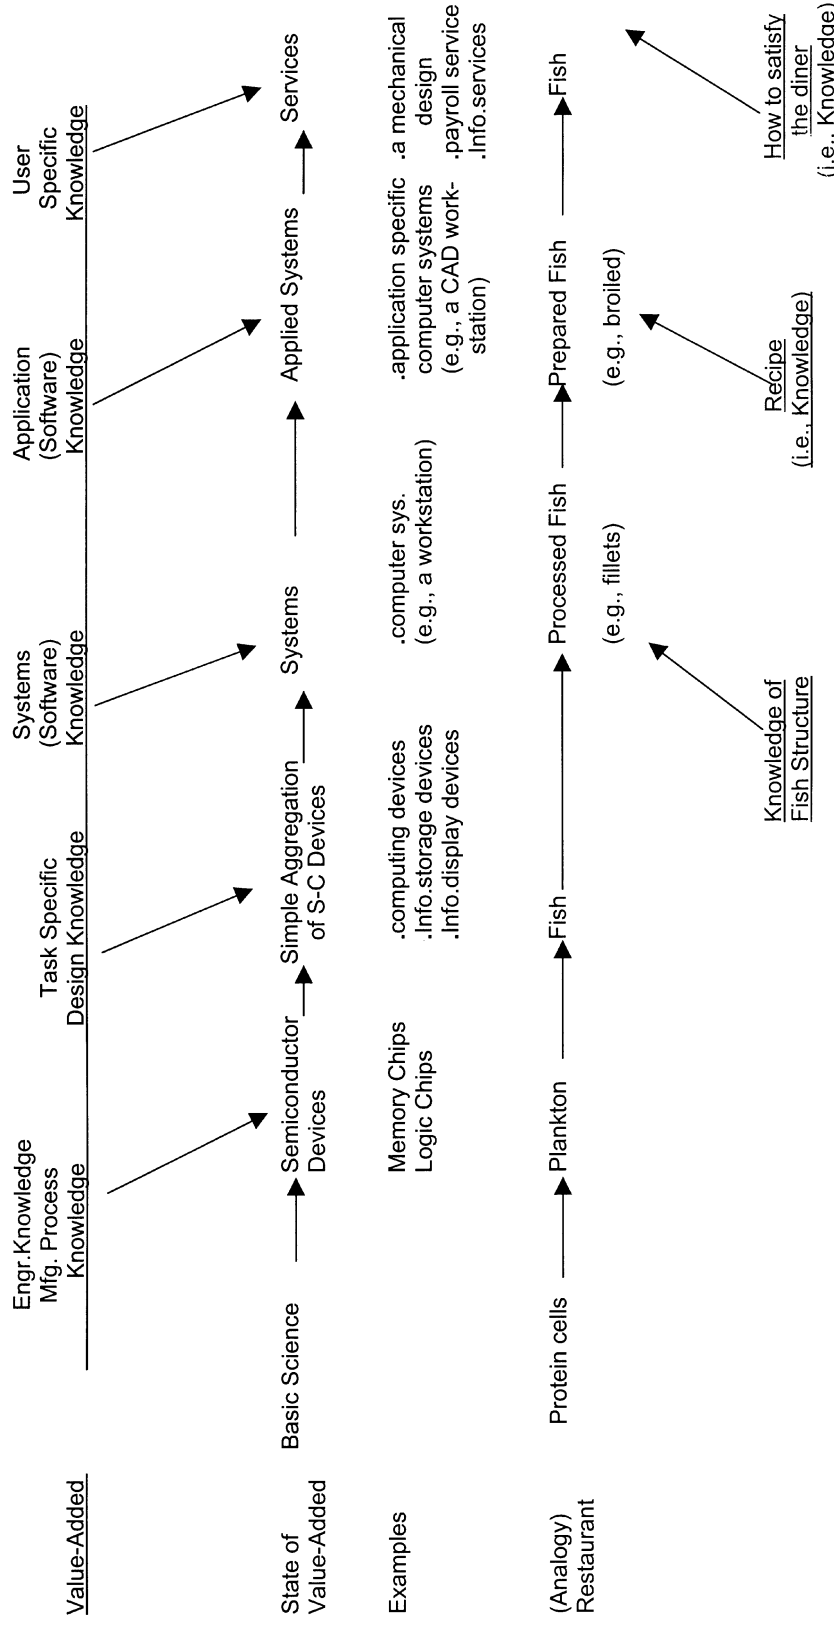 Value-Added
Engr.Knowledge
Mfg. Process
Knowledge
Task Specific
Design Knowledge
Systems
(Software)
Knowledge
Application
(Software)
Knowledge
User
Specific
Knowledge
State of
Value-Added
Basic Science
Semiconductor
Devices
Simple Aggregation
of S-C Devices
Systems
Applied Systems
Services
Examples
Memory Chips
Logic Chips
.computing devices
.Info.storage devices
.Info.display devices
.computer sys.
(e.g., a workstation)
.application specific
computer systems
(e.g., a CAD work-
station)
.a mechanical
design
.payroll service
.Info.services
(Analogy)
Restaurant
Protein cells
Plankton
Fish
Processed Fish
(e.g., fillets)
Prepared Fish
(e.g., broiled)
Fish
Knowledge of
Fish Structure
Recipe
(i.e., Knowledge)
How to satisfy
the diner
(i.e., Knowledge)